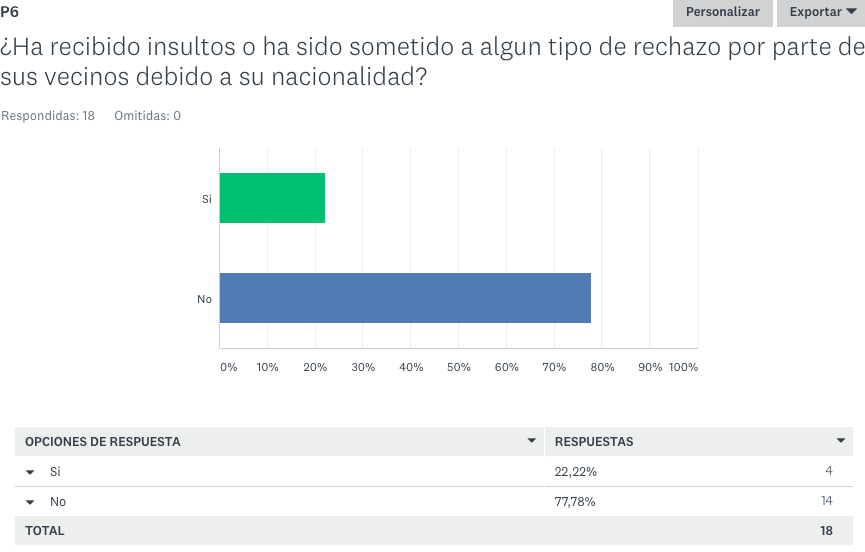 P6
Personalizar
Exportar
¿Ha recibido insultos o ha sido sometido a algun tipo de rechazo por parte de
sus vecinos debido a su nacionalidad?
Respondidas: 18 Omitidas: 0
Si
No
0% 10% 20% 30% 40% 50% 60% 70% 80% 90% 100%
OPCIONES DE RESPUESTA RESPUESTAS
Si 22,22% 4
No 77,78% 14
TOTAL 18